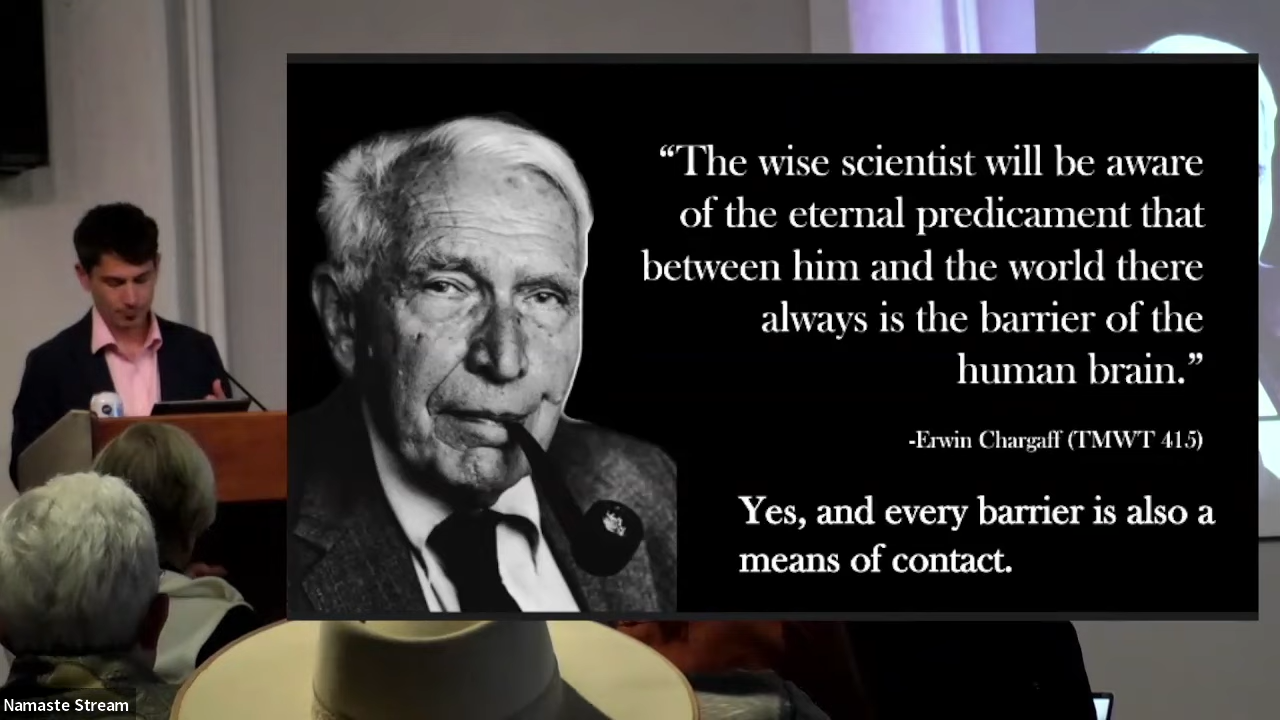 “The wise scientist will be aware
of the eternal predicament that
between him and the world there
always is the barrier of the
human brain.”
-Erwin Chargaff (TMWT 415)
Yes, and every barrier is also a
means of contact.
Namaste Stream